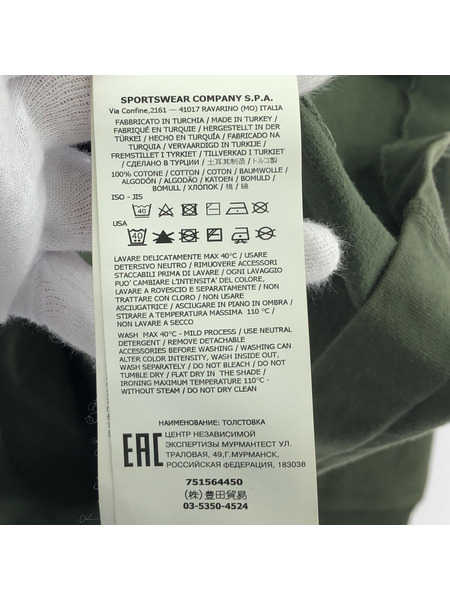 SPORTSWEAR COMPANY S.P.A.
Via Confine,2161 — 41017 RAVARINO (MO) ITALIA
FABBRICATO IN TURCHIA / MADE IN TURKEY
/ FABRIQUÉ EN TURQUIE / HERGESTELLT IN DER
TÜRKEI / HECHO EN TURQUÍA / FABRICADO NA
TURQUIA / VERVAARDIGD IN TURKIJE /
FREMSTILLET I TYRKIET / TILLVERKAD I TURKIET
/ СДЕЛАНО В ТУРЦИИ / 土耳其制造 / トルコ製
100% COTONE / COTTON / COTON / BAUMWOLLE /
ALGODÓN / ALGODÃO / KATOEN / BOMULD /
BOMULL / ХЛОПОК / 棉 / 綿
ISO - JIS
40
USA
40
LAVARE DELICATAMENTE MAX 40°C / USARE
DETERSIVO NEUTRO / RIMUOVERE ACCESSORI
STACCABILI PRIMA DI LAVARE / OGNI LAVAGGIO
PUO' CAMBIARE L'INTENSITA' DEL COLORE,
LAVARE A ROVESCIO E SEPARATAMENTE / NON
TRATTARE CON CLORO / NON USARE
ASCIUGATRICE / ASCIUGARE IN PIANO IN OMBRA /
STIRARE A TEMPERATURA MASSIMA 110 °C /
NON LAVARE A SECCO
WASH MAX 40°C - MILD PROCESS / USE NEUTRAL
DETERGENT / REMOVE DETACHABLE
ACCESSORIES BEFORE WASHING / WASHING CAN
ALTER COLOR INTENSITY, WASH INSIDE OUT,
WASH SEPARATELY / DO NOT BLEACH / DO NOT
TUMBLE DRY / FLAT DRY IN THE SHADE /
IRONING MAXIMUM TEMPERATURE 110°C -
WITHOUT STEAM / DO NOT DRY CLEAN
НАИМЕНОВАНИЕ: ТОЛСТОВКА
EAC
ЦЕНТР НЕЗАВИСИМОЙ
ЭКСПЕРТИЗЫ МУРМАНТЕСТ УЛ.
ТРАЛОВАЯ, 49,Г.МУРМАНСК,
РОССИЙСКАЯ ФЕДЕРАЦИЯ, 183038
751564450
(株)豊田貿易
03-5350-4524